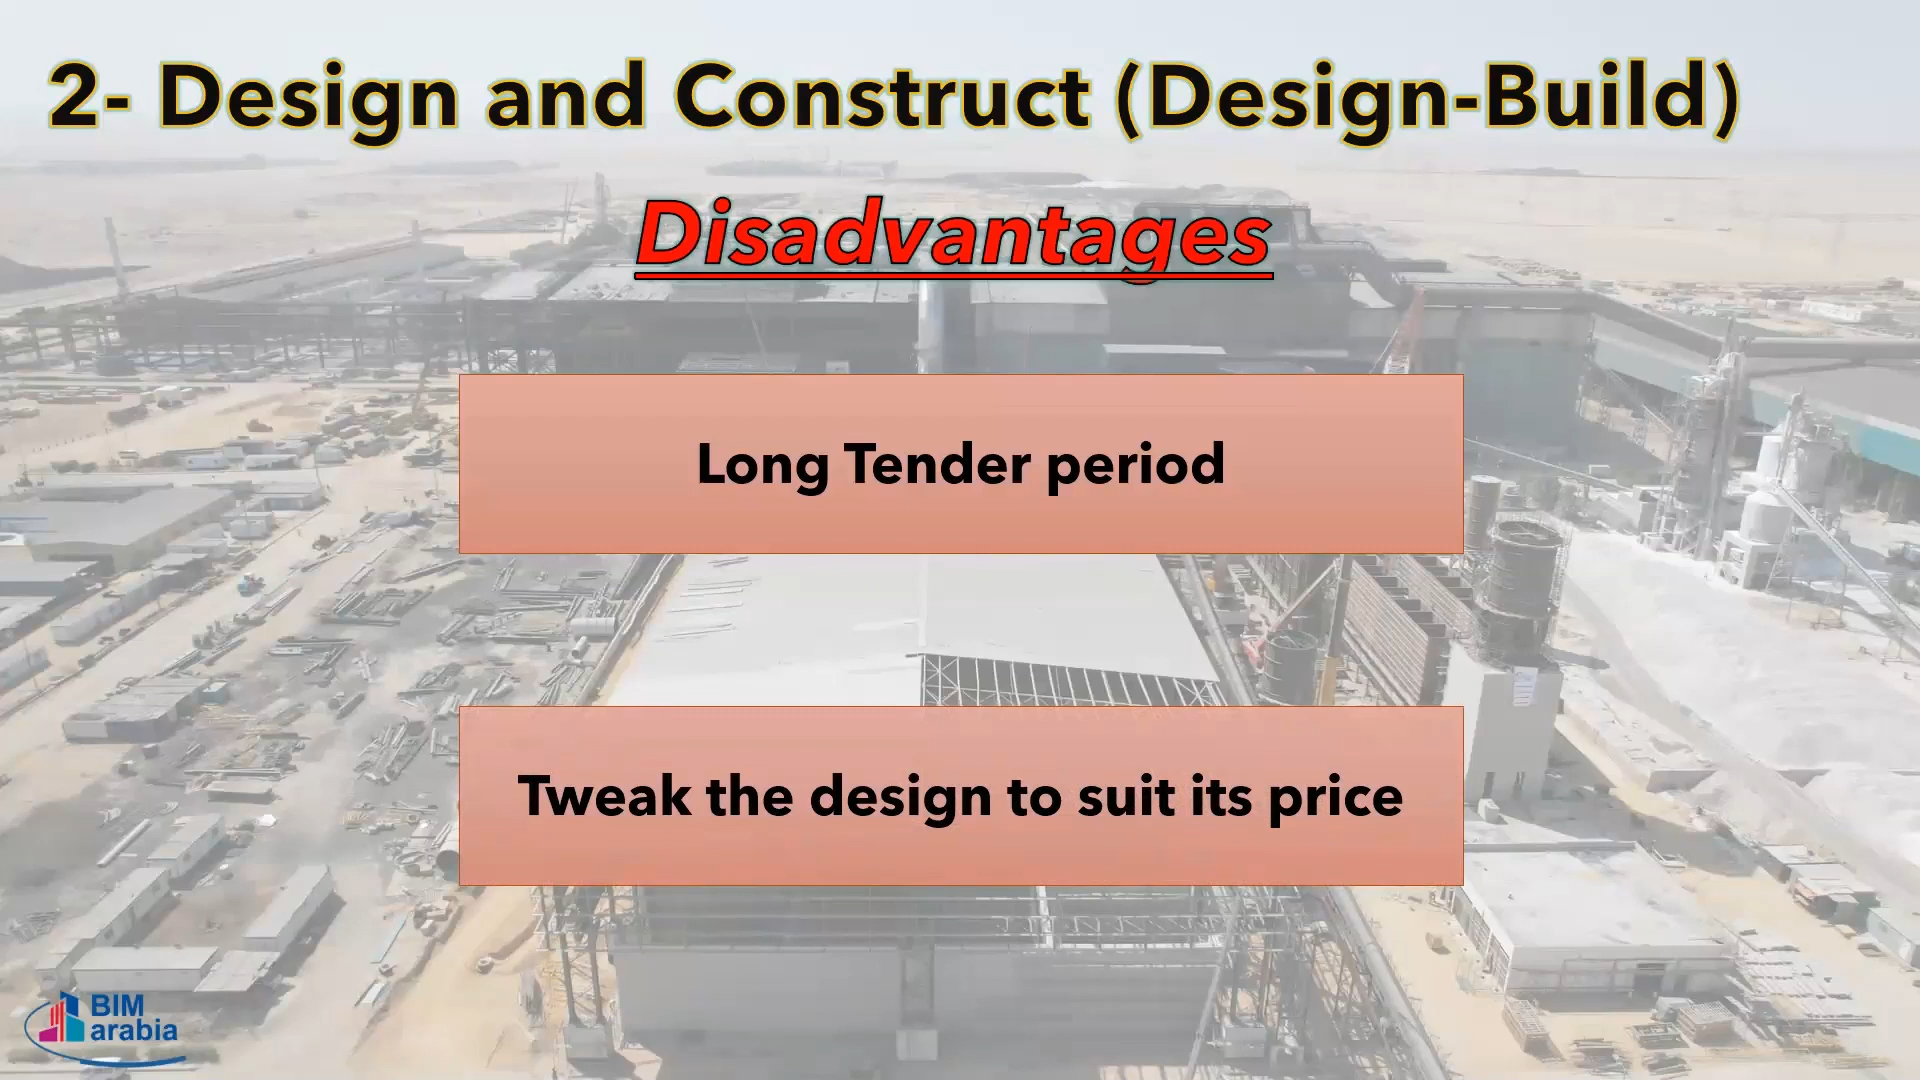 2- Design and Construct (Design-Build)
Disadvantages
Long Tender period
Tweak the design to suit its price
BIM
arabia